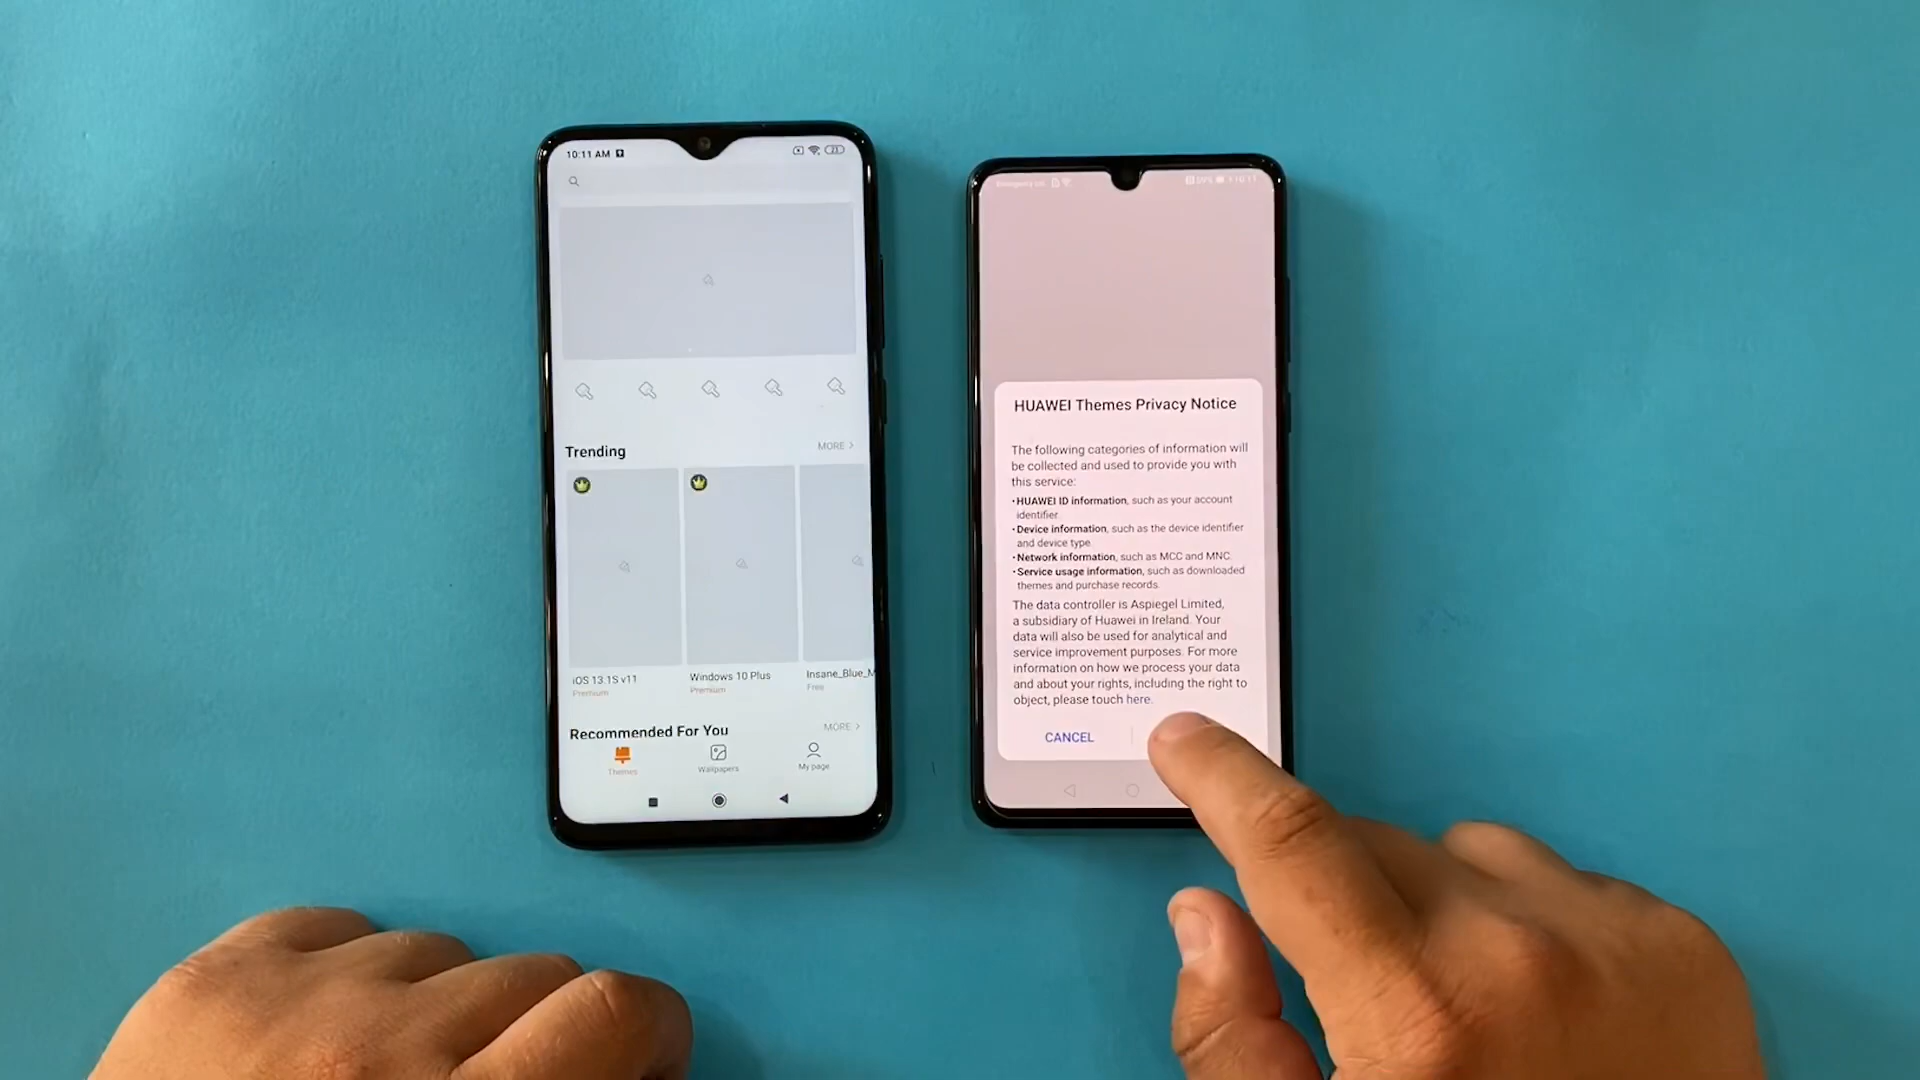 10:11 AM
21
Trending
MORE >
iOS 13.1S v11
Premium
Windows 10 Plus
Premium
Insane_Blue_M
Free
Recommended For You
MORE >
Themes
Wallpapers
My page
HUAWEI Themes Privacy Notice
The following categories of information will
be collected and used to provide you with
this service:
•HUAWEI ID information, such as your account
identifier.
•Device information, such as the device identifier
and device type.
•Network information, such as MCC and MNC.
•Service usage information, such as downloaded
themes and purchase records.
The data controller is Aspiegel Limited,
a subsidiary of Huawei in Ireland. Your
data will also be used for analytical and
service improvement purposes. For more
information on how we process your data
and about your rights, including the right to
object, please touch here.
CANCEL